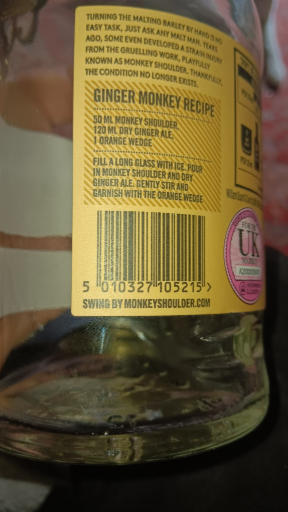 TURNING THE MALTING BARLEY BY HAND IS NO
EASY TASK, JUST ASK ANY MALT MAN. YEARS
AGO, SOME EVEN DEVELOPED A STRAIN INJURY
FROM THE GRUELLING WORK, PLAYFULLY
KNOWN AS MONKEY SHOULDER. THANKFULLY,
THE CONDITION NO LONGER EXISTS.
GINGER MONKEY RECIPE
50 ML MONKEY SHOULDER
120 ML DRY GINGER ALE
1 ORANGE WEDGE
FILL A LONG GLASS WITH ICE. POUR
IN MONKEY SHOULDER AND DRY
GINGER ALE. GENTLY STIR AND
GARNISH WITH THE ORANGE WEDGE
5 010327 105215 >
SWING BY MONKEYSHOULDER.COM
UK